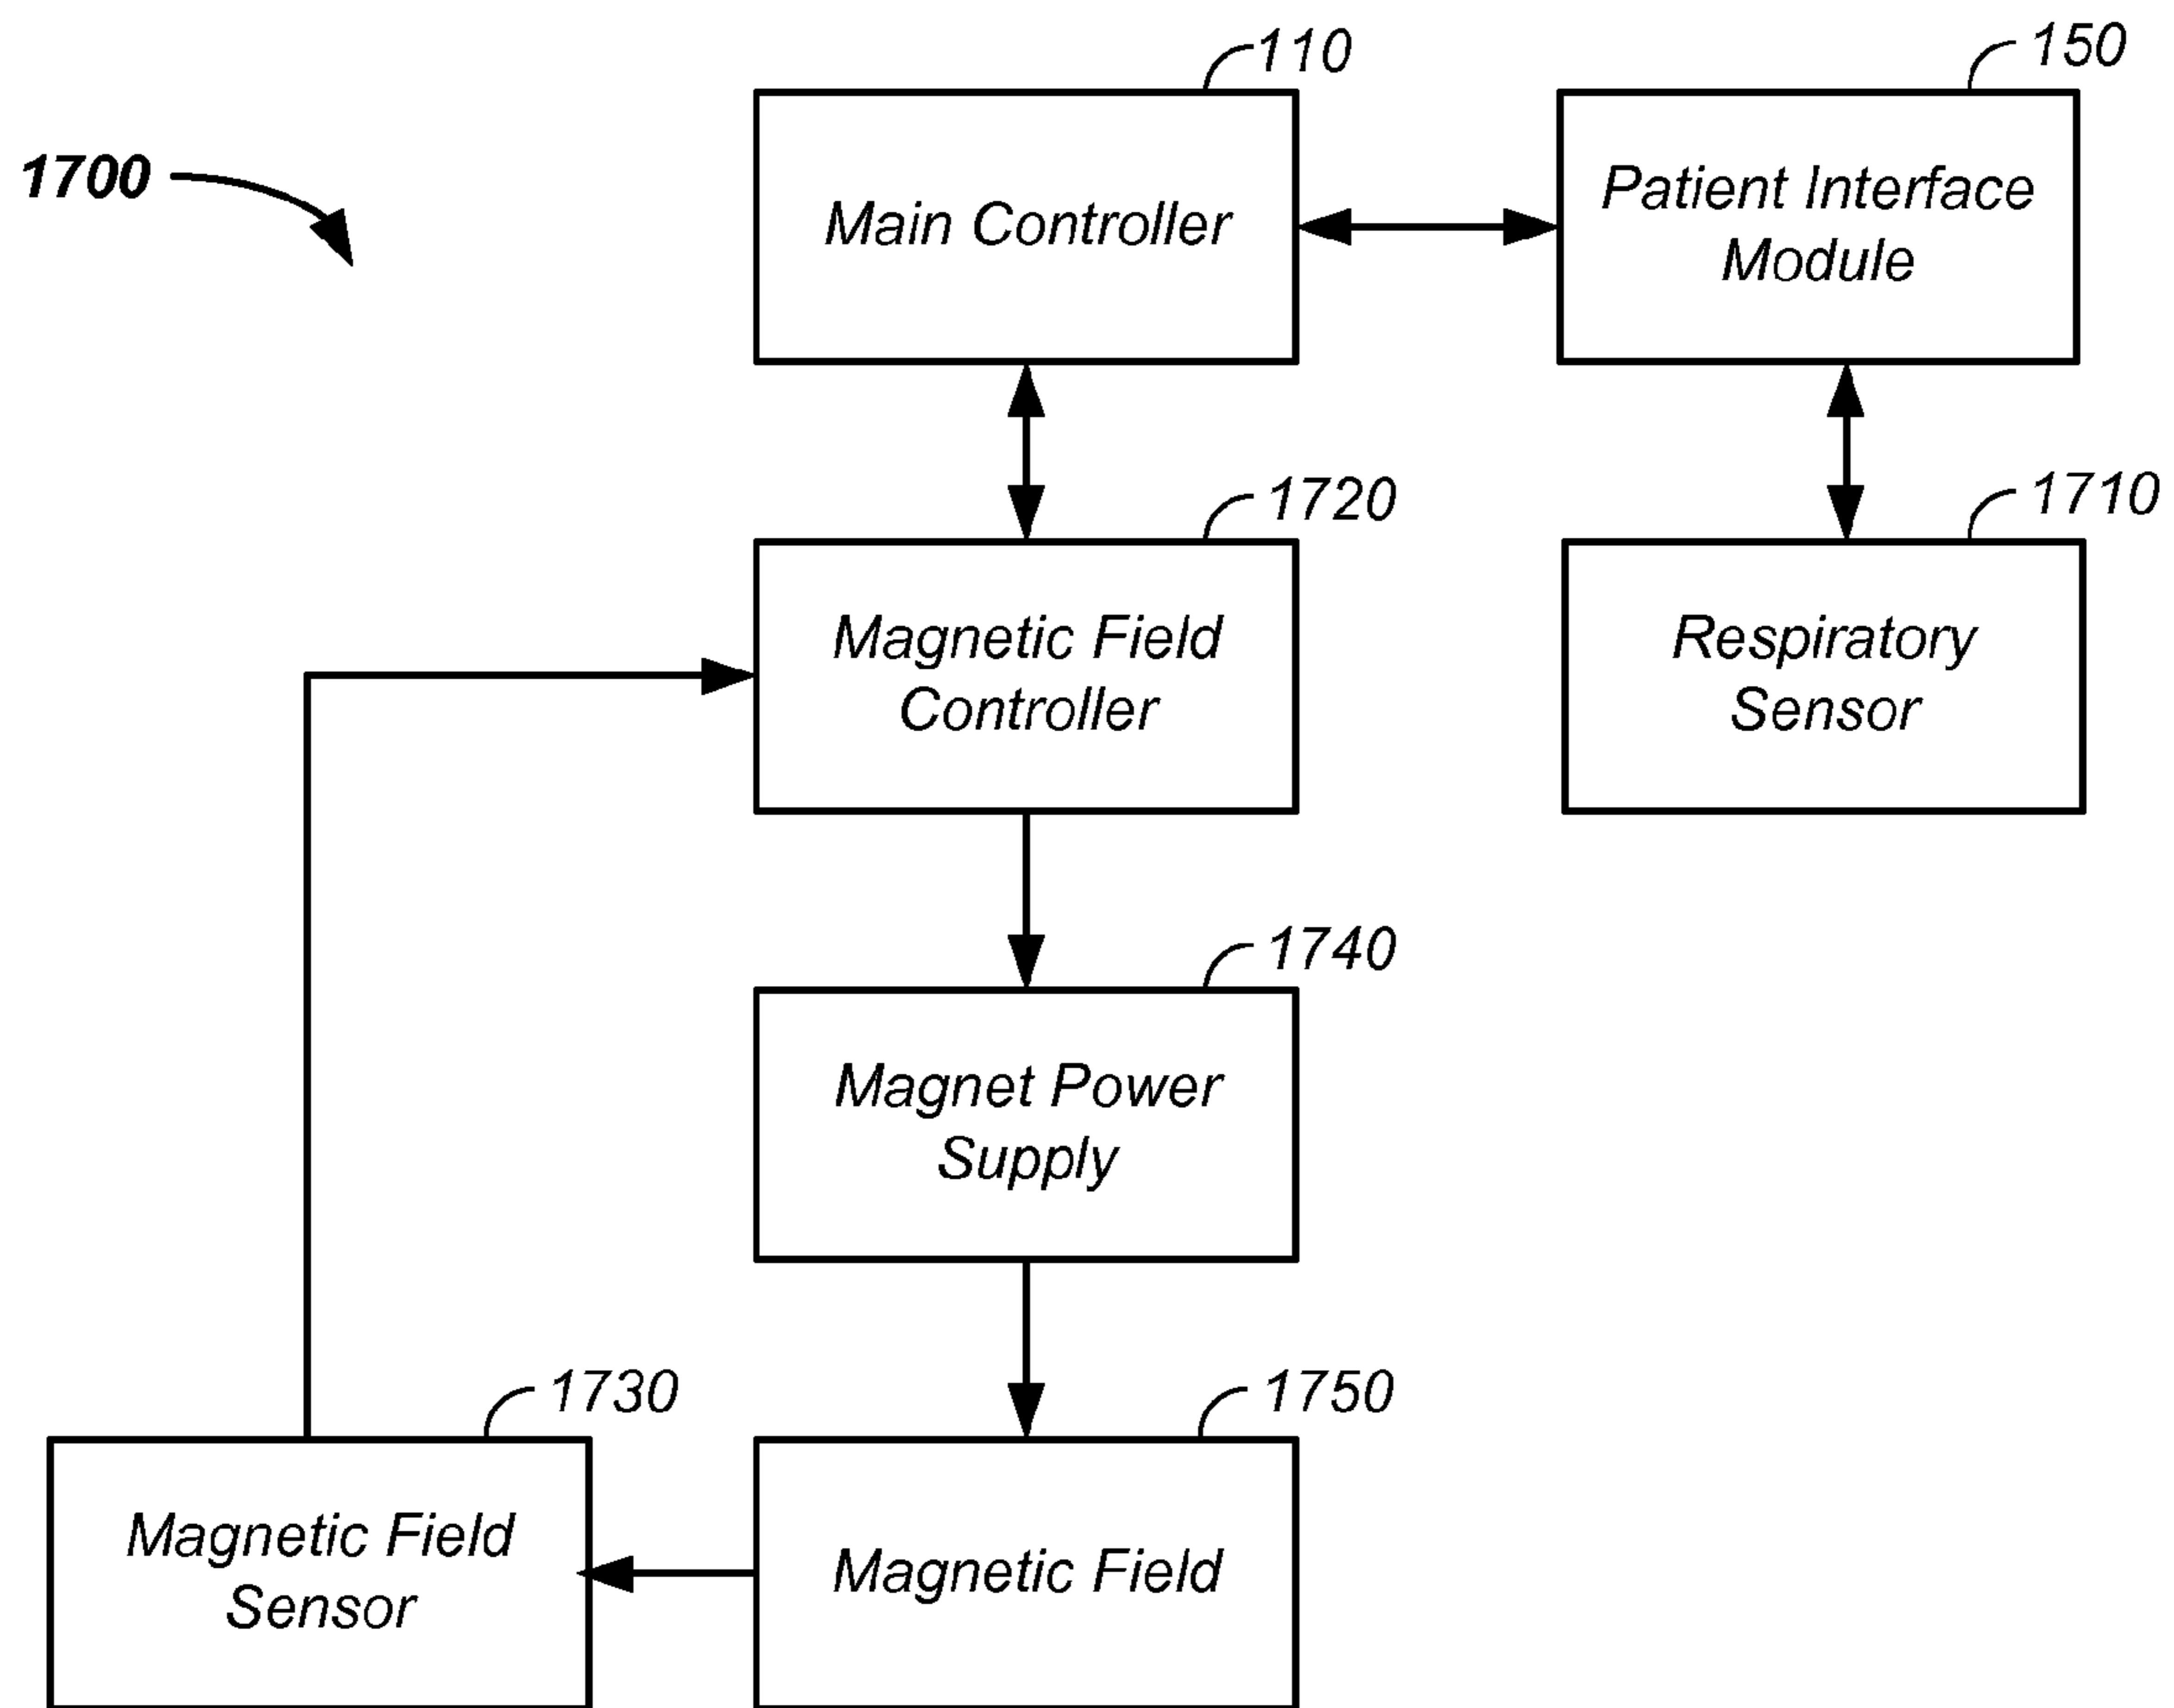 110
150
1700
Main Controller
Patient Interface
Module
1720
1710
Magnetic Field
Controller
Respiratory
Sensor
1740
Magnet Power
Supply
1730
1750
Magnetic Field
Sensor
Magnetic Field